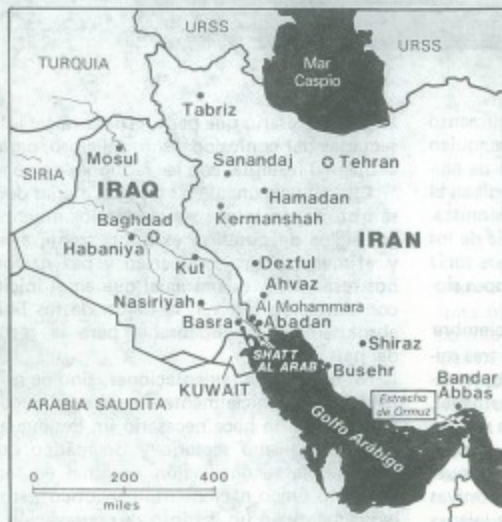 URSS
URSS
TURQUIA
Mar
Caspio
Tabriz
Mosul
SIRIA
Sanandaj
Tehran
IRAQ
Hamadan
Baghdad
Kermanshah
IRAN
Habaniya
Kut
Dezful
Ahvaz
Nasiriyah
Al Mohammara
Basra
Abadan
Shiraz
SHATT
AL ARAB
Busehr
KUWAIT
Bandar
Abbas
ARABIA SAUDITA
Estrecho
de Ormuz
Golfo Arábigo
0 200 400
miles